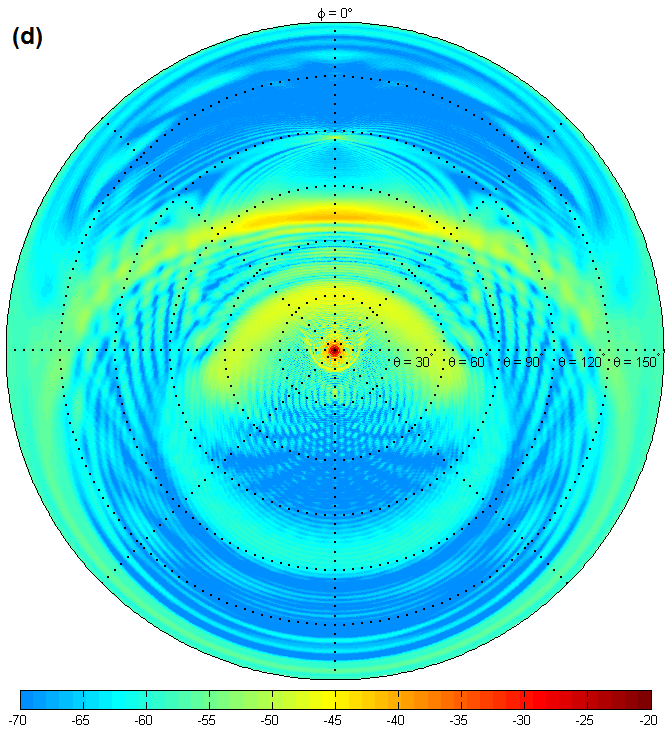 ϕ = 0°
(d)
θ = 30° θ = 60° θ = 90° θ = 120° θ = 150°
-70 -65 -60 -55 -50 -45 -40 -35 -30 -25 -20